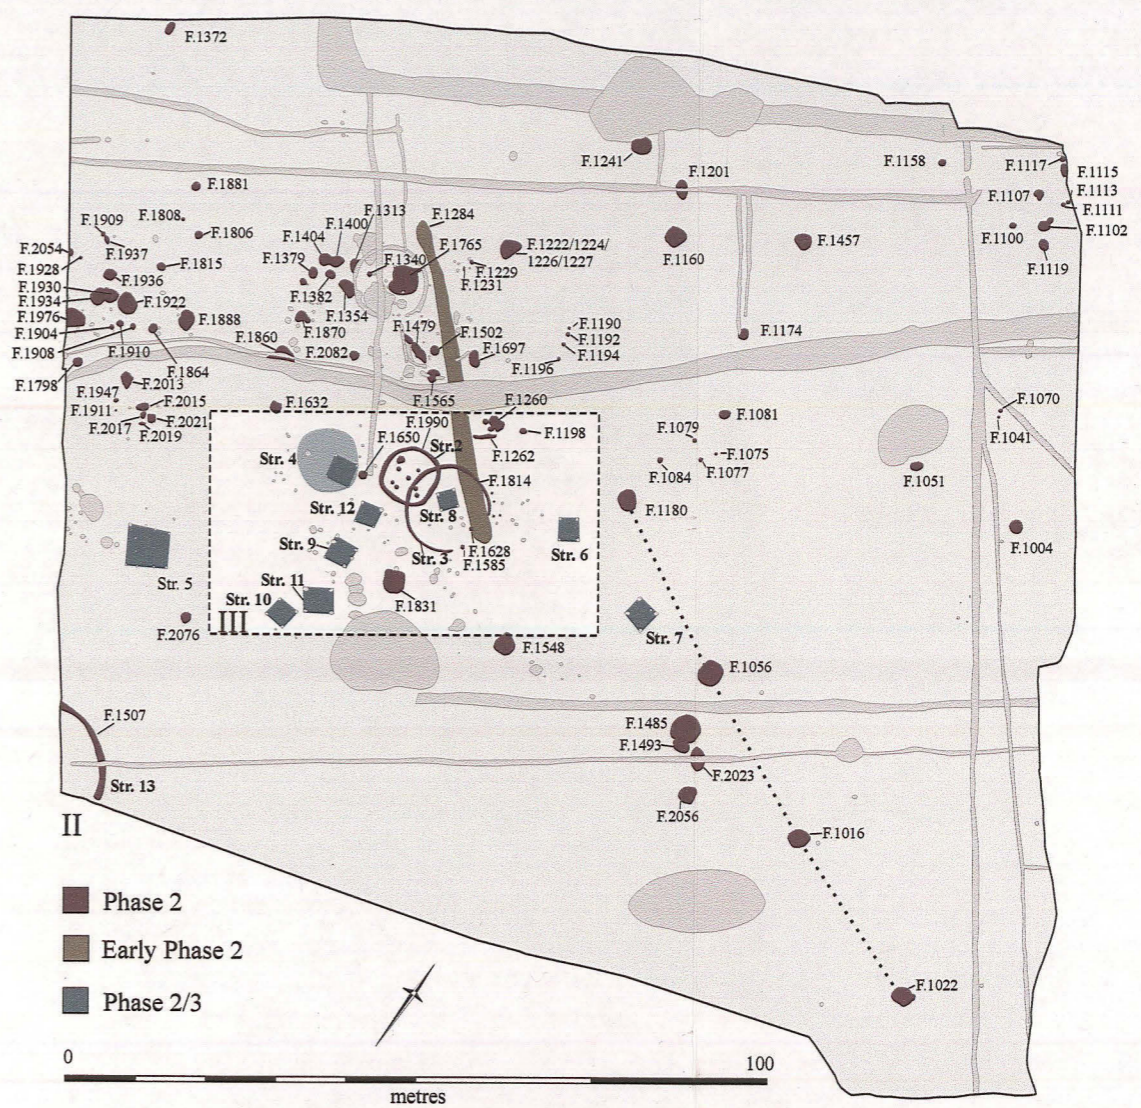 F.1372
F.1241
F.1201
F.1158
F.1117
F.1115
F.1113
F.1107
F.1111
F.1102
F.1100
F.1119
F.1881
F.1313
F.1400
F.1284
F.1404
F.1765
F.1909
F.1808
F.1806
F.1937
F.2054
F.1928
F.1815
F.1379
F.1340
F.1222/1224/
1226/1227
F.1229
F.1231
F.1160
F.1457
F.1936
F.1930
F.1934
F.1922
F.1382
F.1354
F.1976
F.1888
F.1870
F.1904
F.1908
F.1910
F.1864
F.1860
F.2082
F.1479
F.1502
F.1697
F.1190
F.1192
F.1194
F.1196
F.1174
F.1798
F.2013
F.1947
F.1911
F.2015
F.2017
F.2021
F.2019
F.1632
F.1565
F.1260
F.1990
F.1198
F.1262
F.1650
Str.2
Str. 4
F.1814
F.1081
F.1079
F.1075
F.1084
F.1077
F.1070
F.1041
F.1051
F.1180
F.1004
Str. 12
Str. 8
Str. 9
Str. 3
F.1628
F.1585
Str. 6
Str. 5
Str. 11
Str. 10
III
F.1831
Str. 7
F.2076
F.1548
F.1056
F.1507
F.1485
F.1493
F.2023
Str. 13
F.2056
II
F.1016
F.1022
Phase 2
Early Phase 2
Phase 2/3
0
100
metres